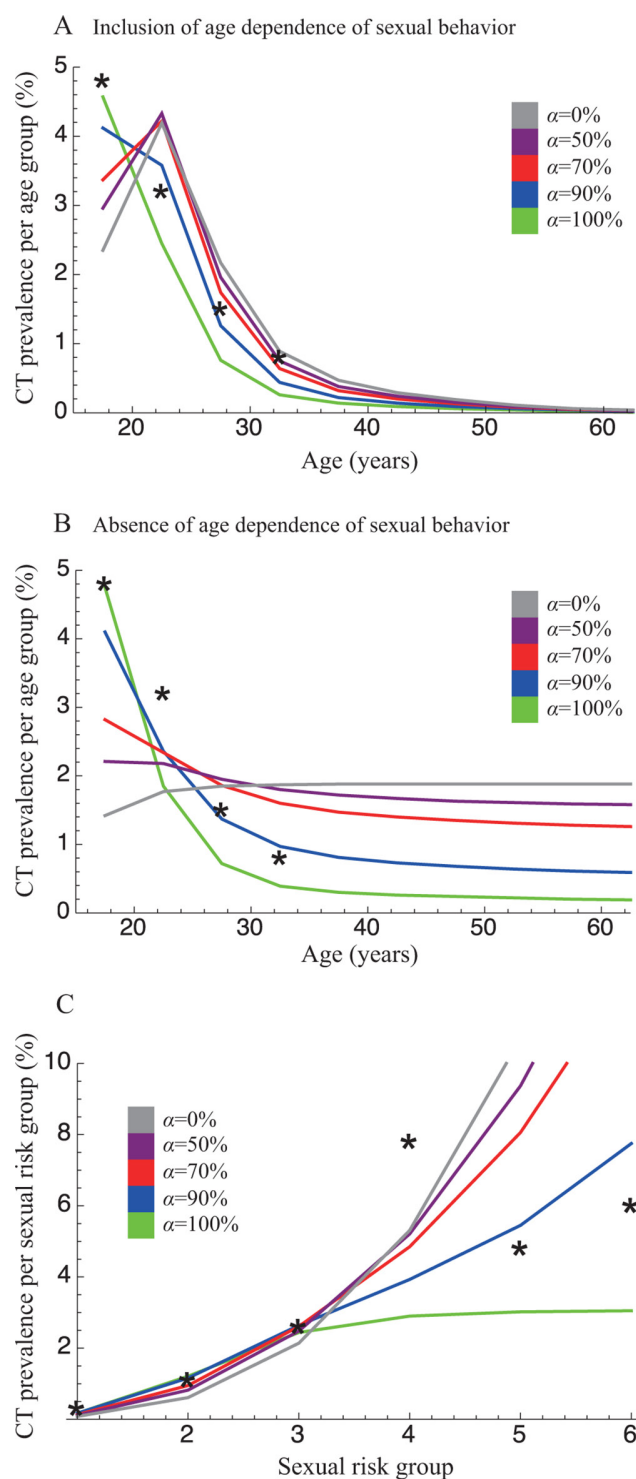 A Inclusion of age dependence of sexual behavior
CT prevalence per age group (%)
5
4
3
2
1
0
α=0%
α=50%
α=70%
α=90%
α=100%
*
*
*
*
20 30 40 50 60
Age (years)
B Absence of age dependence of sexual behavior
CT prevalence per age group (%)
5
4
3
2
1
0
α=0%
α=50%
α=70%
α=90%
α=100%
*
*
*
*
20 30 40 50 60
Age (years)
C
CT prevalence per sexual risk group (%)
10
8
6
4
2
α=0%
α=50%
α=70%
α=90%
α=100%
*
*
*
*
*
*
2 3 4 5 6
Sexual risk group